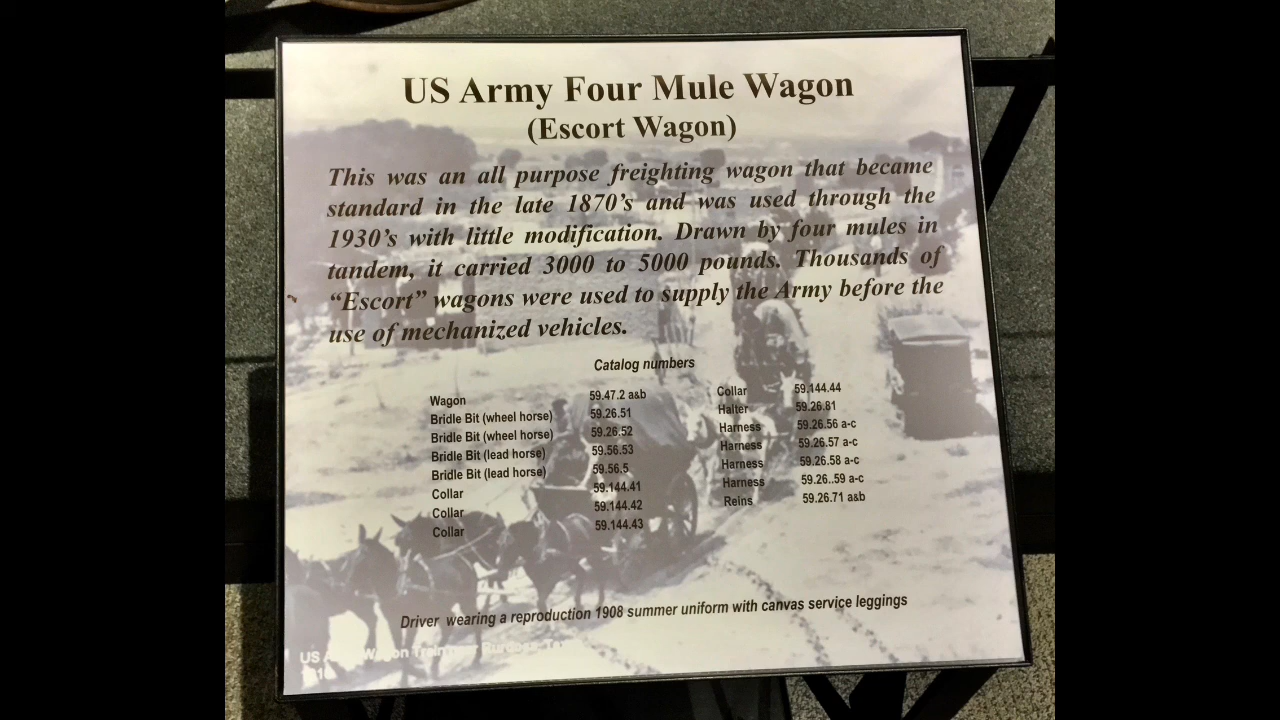 US Army Four Mule Wagon
(Escort Wagon)
This was an all purpose freighting wagon that became
standard in the late 1870's and was used through the
1930's with little modification. Drawn by four mules in
tandem, it carried 3000 to 5000 pounds. Thousands of
“Escort” wagons were used to supply the Army before the
use of mechanized vehicles.
Catalog numbers
Wagon 59.47.2 a&b
Bridle Bit (wheel horse) 59.26.51
Bridle Bit (wheel horse) 59.26.52
Bridle Bit (lead horse) 59.56.53
Bridle Bit (lead horse) 59.56.5
Collar 59.144.41
Collar 59.144.42
Collar 59.144.43
Collar 59.144.44
Halter 59.26.81
Harness 59.26.56 a-c
Harness 59.26.57 a-c
Harness 59.26.58 a-c
Harness 59.26..59 a-c
Reins 59.26.71 a&b
Driver wearing a reproduction 1908 summer uniform with canvas service leggings
US Wagon Train near